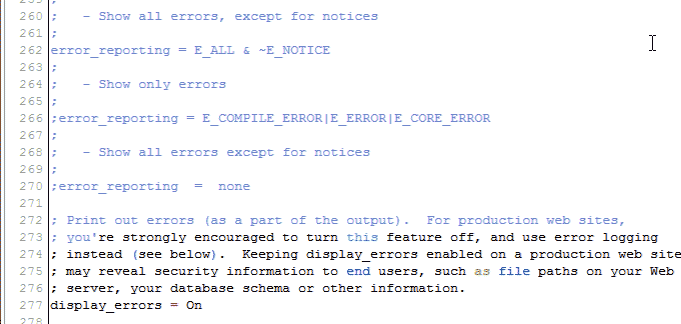 260 ;   - Show all errors, except for notices
261 ;
262 error_reporting = E_ALL & ~E_NOTICE
263 ;
264 ;   - Show only errors
265 ;
266 ;error_reporting = E_COMPILE_ERROR|E_ERROR|E_CORE_ERROR
267 ;
268 ;   - Show all errors except for notices
269 ;
270 ;error_reporting  =  none
271
272 ; Print out errors (as a part of the output).  For production web sites,
273 ; you're strongly encouraged to turn this feature off, and use error logging
274 ; instead (see below).  Keeping display_errors enabled on a production web site
275 ; may reveal security information to end users, such as file paths on your Web
276 ; server, your database schema or other information.
277 display_errors = On
278